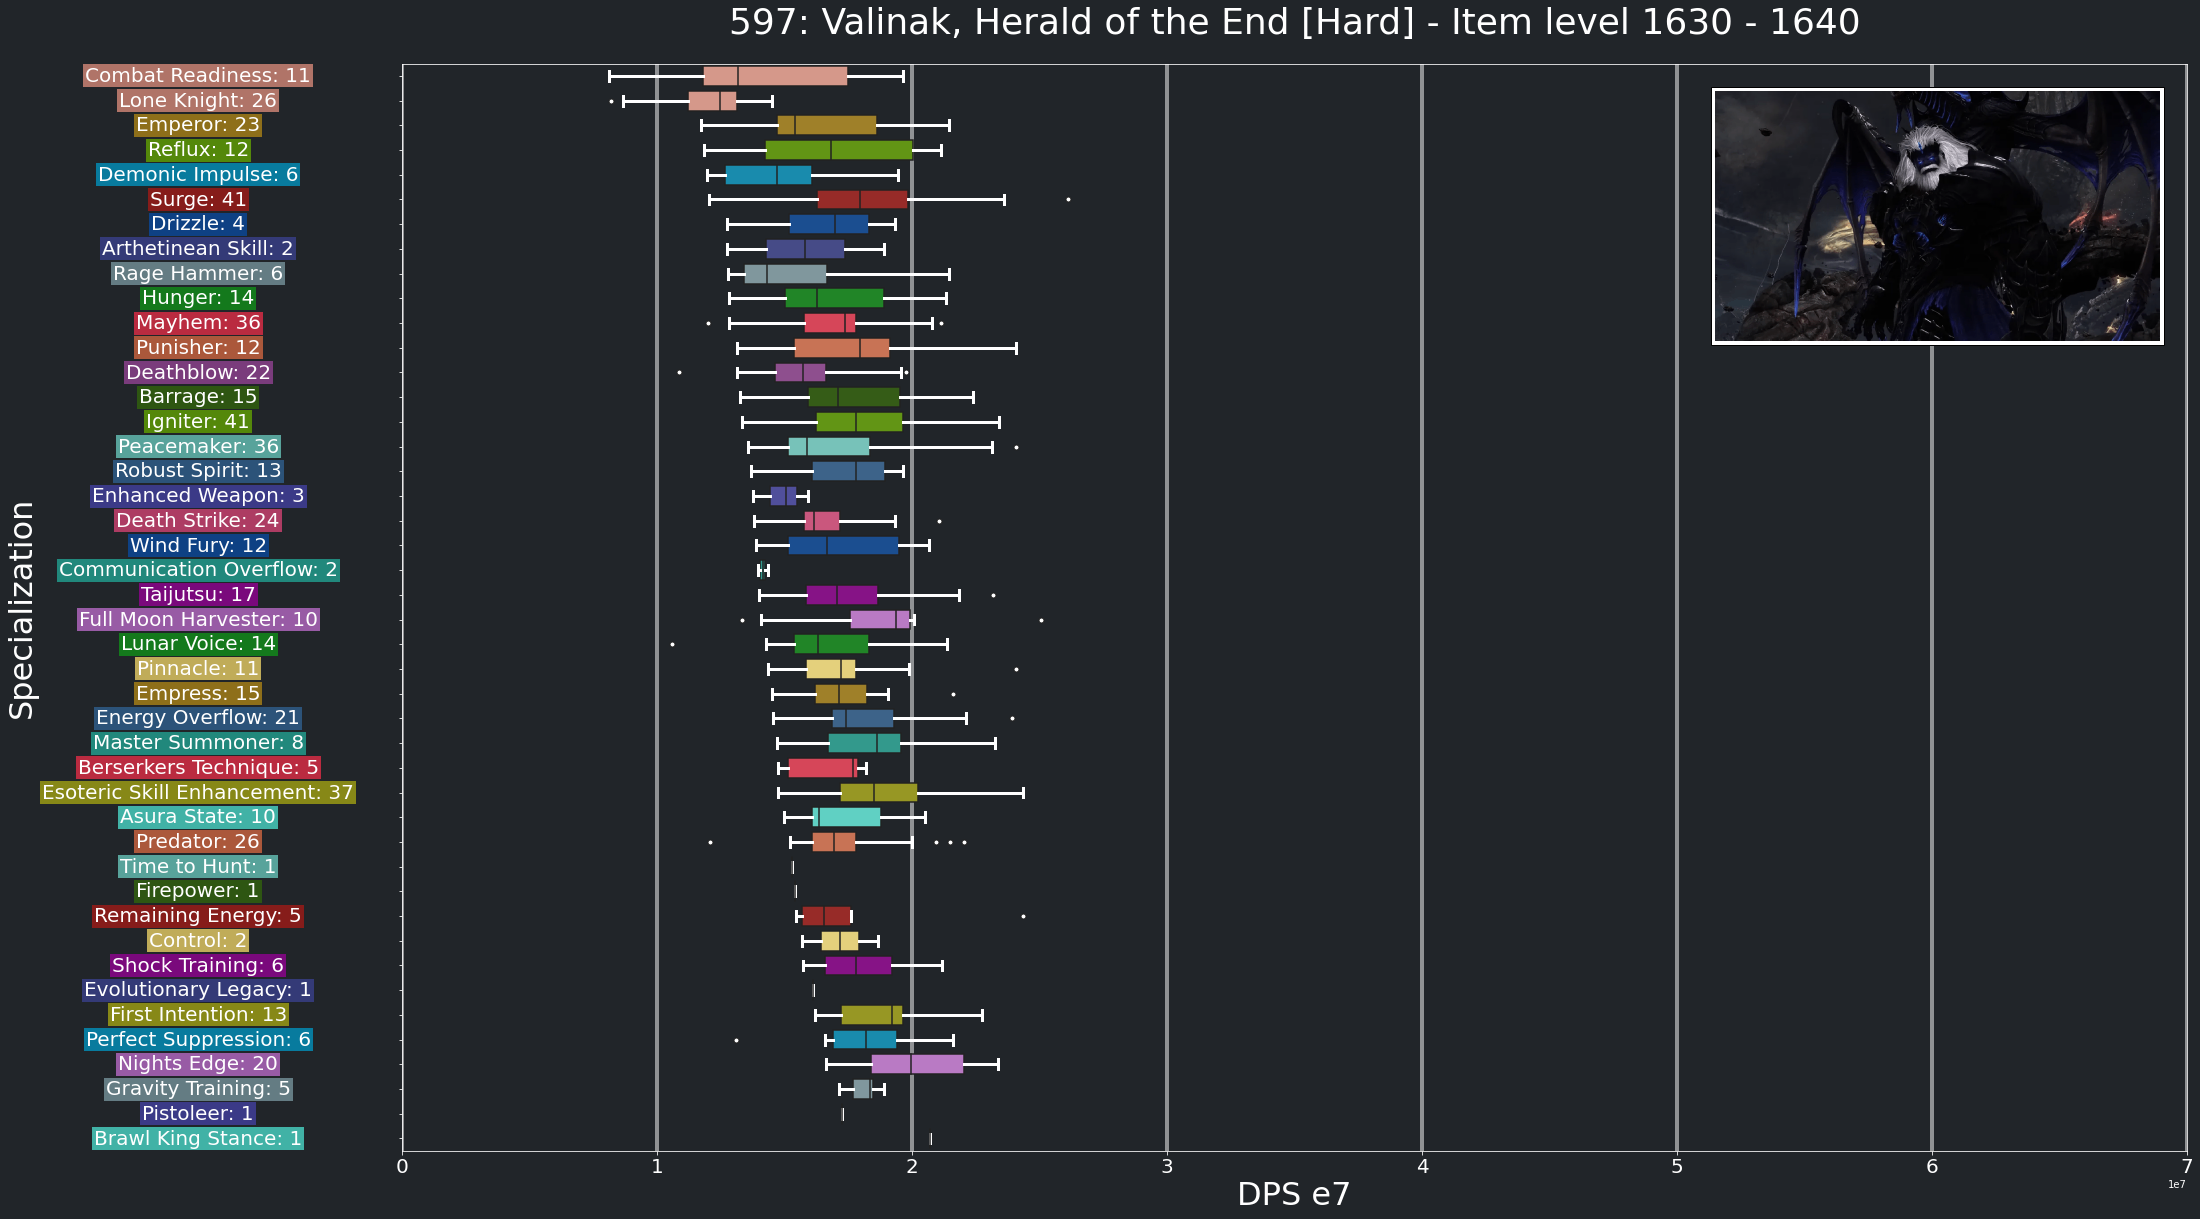 597: Valinak, Herald of the End [Hard] - Item level 1630 - 1640
Specialization
Combat Readiness: 11
Lone Knight: 26
Emperor: 23
Reflux: 12
Demonic Impulse: 6
Surge: 41
Drizzle: 4
Arthetinean Skill: 2
Rage Hammer: 6
Hunger: 14
Mayhem: 36
Punisher: 12
Deathblow: 22
Barrage: 15
Igniter: 41
Peacemaker: 36
Robust Spirit: 13
Enhanced Weapon: 3
Death Strike: 24
Wind Fury: 12
Communication Overflow: 2
Taijutsu: 17
Full Moon Harvester: 10
Lunar Voice: 14
Pinnacle: 11
Empress: 15
Energy Overflow: 21
Master Summoner: 8
Berserkers Technique: 5
Esoteric Skill Enhancement: 37
Asura State: 10
Predator: 26
Time to Hunt: 1
Firepower: 1
Remaining Energy: 5
Control: 2
Shock Training: 6
Evolutionary Legacy: 1
First Intention: 13
Perfect Suppression: 6
Nights Edge: 20
Gravity Training: 5
Pistoleer: 1
Brawl King Stance: 1
0 1 2 3 4 5 6 7
1e7
DPS e7